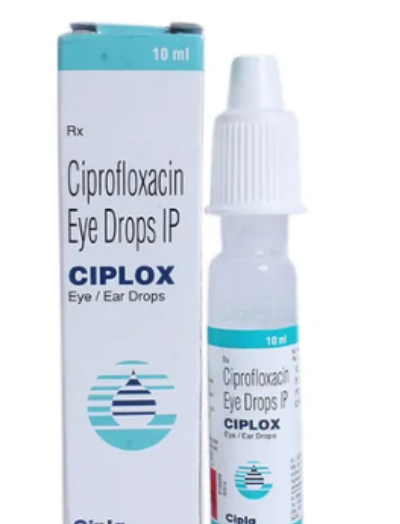 10 ml
Rx
Ciprofloxacin
Eye Drops IP
CIPLOX
Eye / Ear Drops
Cipla
10 ml
Rx
Ciprofloxacin
Eye Drops IP
CIPLOX
Eye / Ear Drops
Cipla